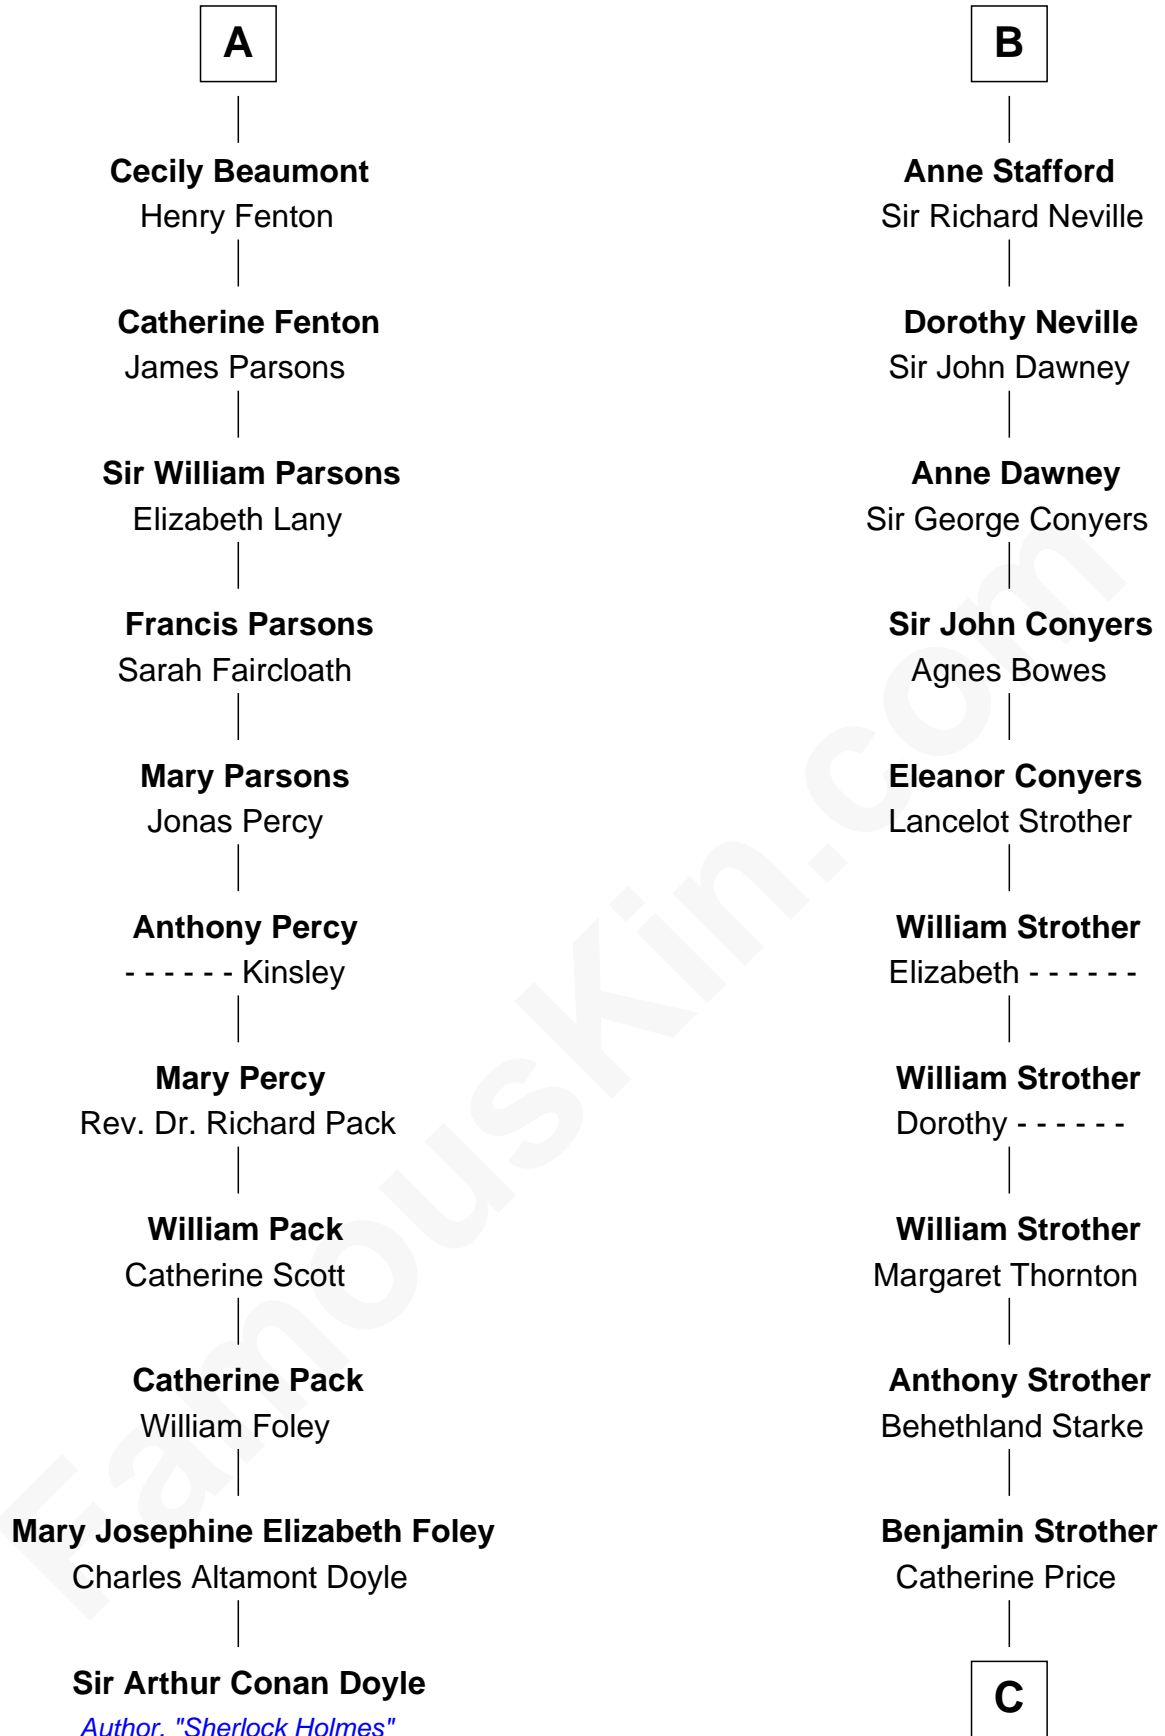 A
Cecily Beaumont
Henry Fenton
Catherine Fenton
James Parsons
Sir William Parsons
Elizabeth Lany
Francis Parsons
Sarah Faircloath
Mary Parsons
Jonas Percy
Anthony Percy
- - - - - - Kinsley
Mary Percy
Rev. Dr. Richard Pack
William Pack
Catherine Scott
Catherine Pack
William Foley
Mary Josephine Elizabeth Foley
Charles Altamont Doyle
Sir Arthur Conan Doyle
Author, "Sherlock Holmes"
B
Anne Stafford
Sir Richard Neville
Dorothy Neville
Sir John Dawney
Anne Dawney
Sir George Conyers
Sir John Conyers
Agnes Bowes
Eleanor Conyers
Lancelot Strother
William Strother
Elizabeth - - - - - -
William Strother
Dorothy - - - - - -
William Strother
Margaret Thornton
Anthony Strother
Behethland Starke
Benjamin Strother
Catherine Price
C
FamousKin.com